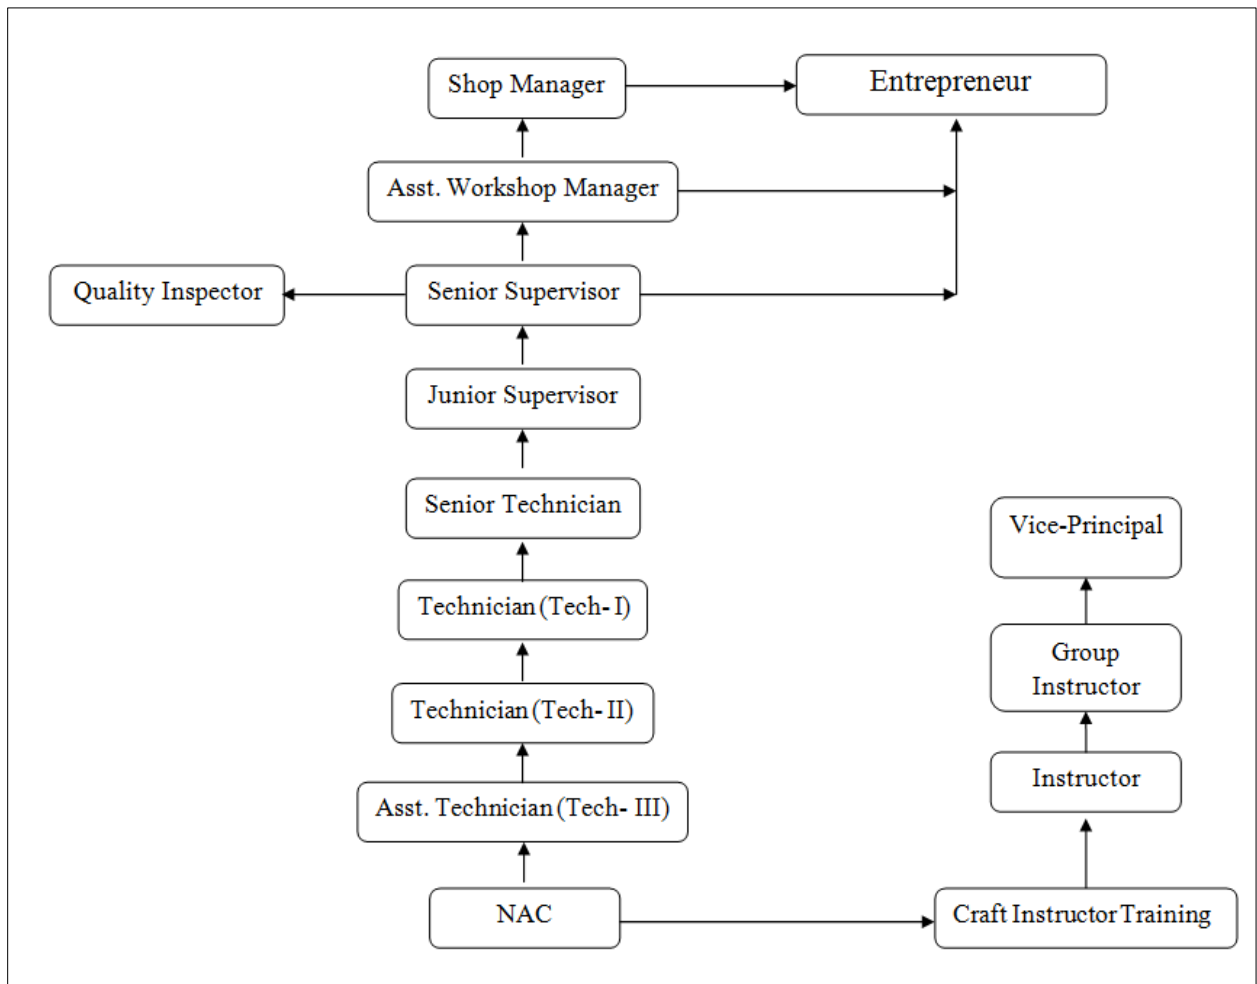 Shop Manager
Entrepreneur
Asst. Workshop Manager
Quality Inspector
Senior Supervisor
Junior Supervisor
Senior Technician
Vice-Principal
Technician (Tech- I)
Group
Instructor
Technician (Tech- II)
Instructor
Asst. Technician (Tech- III)
NAC
Craft Instructor Training